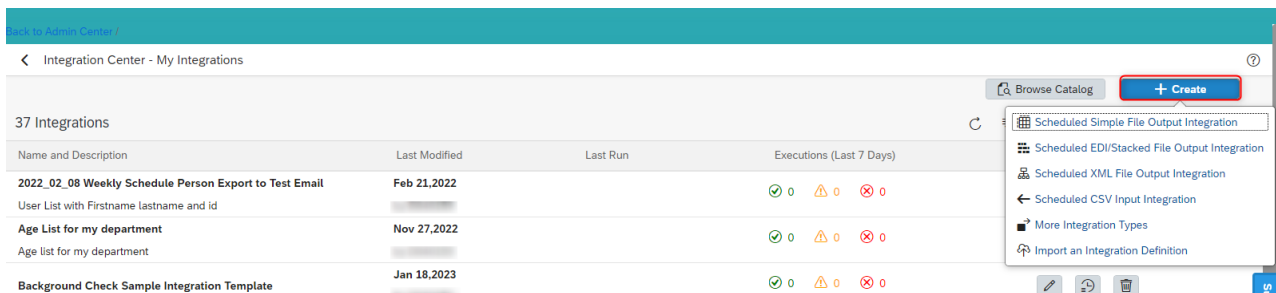 Back to Admin Center /
Integration Center - My Integrations
Browse Catalog
+ Create
37 Integrations
Scheduled Simple File Output Integration
Scheduled EDI/Stacked File Output Integration
Scheduled XML File Output Integration
Scheduled CSV Input Integration
More Integration Types
Import an Integration Definition
Name and Description Last Modified Last Run Executions (Last 7 Days)
2022_02_08 Weekly Schedule Person Export to Test Email Feb 21,2022 0 0 0
User List with Firstname lastname and id
Age List for my department Nov 27,2022 0 0 0
Age list for my department
Background Check Sample Integration Template Jan 18,2023 0 0 0